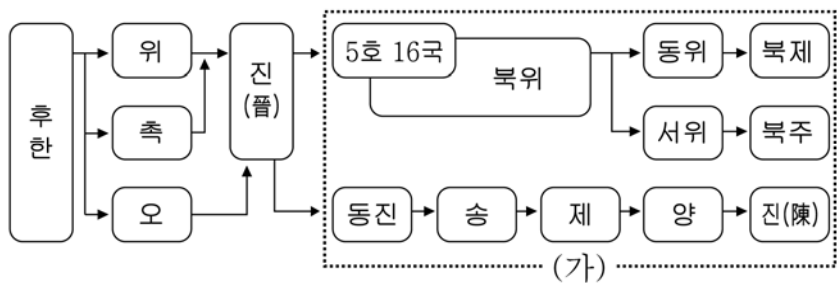 후한
위
촉
오
진
(晉)
5호 16국
북위
동위
북제
서위
북주
동진
송
제
양
진(陳)
(가)